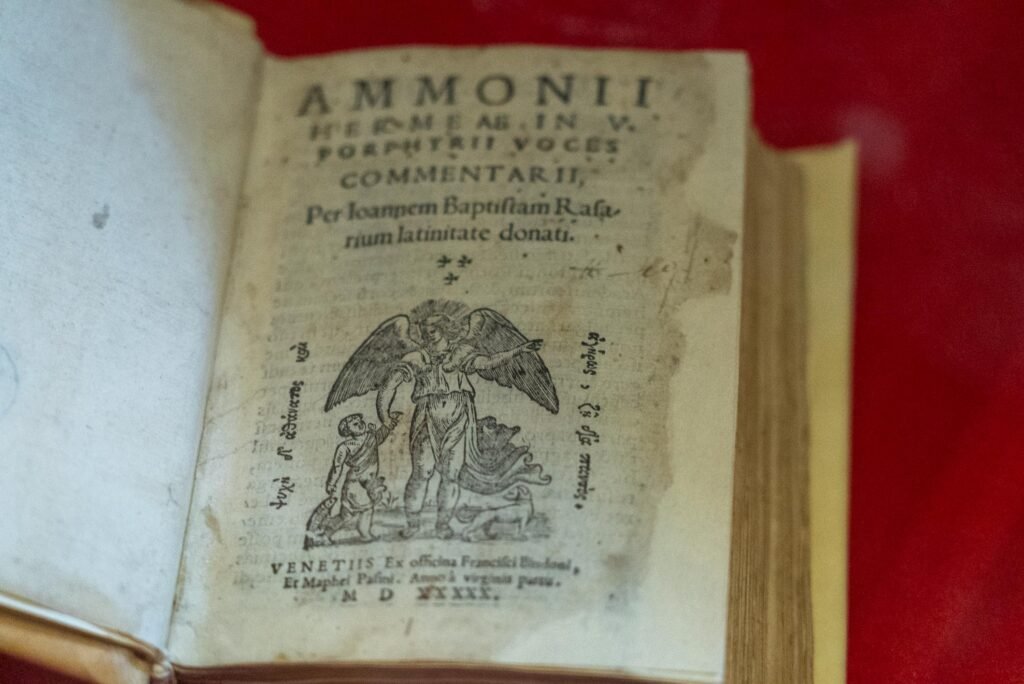 AMMONII
HERMEAE IN V.
PORPHYRII VOCES
COMMENTARII,
Per Ioannem Baptiſtam Raſa-
rium latinitate donati.
VENETIIS Ex officina Franciſci Bindoni,
Et Maphei Paſini. Anno à virginis partu.
M D XXXXX.